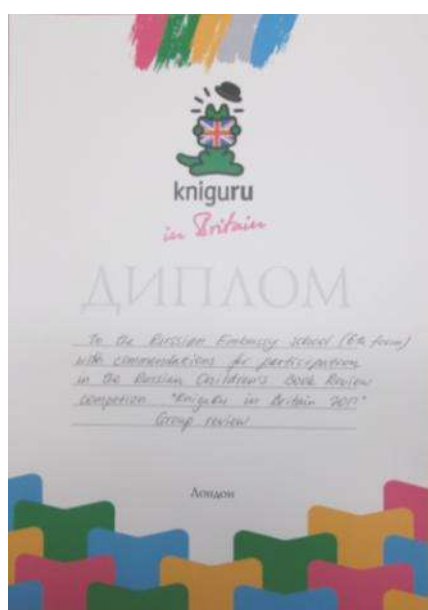 kniguru
in Britain
ДИПЛОМ
To the Russian Embassy school (6th form)
with commendations for participation
in the Russian Children's Book Review
competion "Kniguru in Britain 2017"
Group review
Лондон